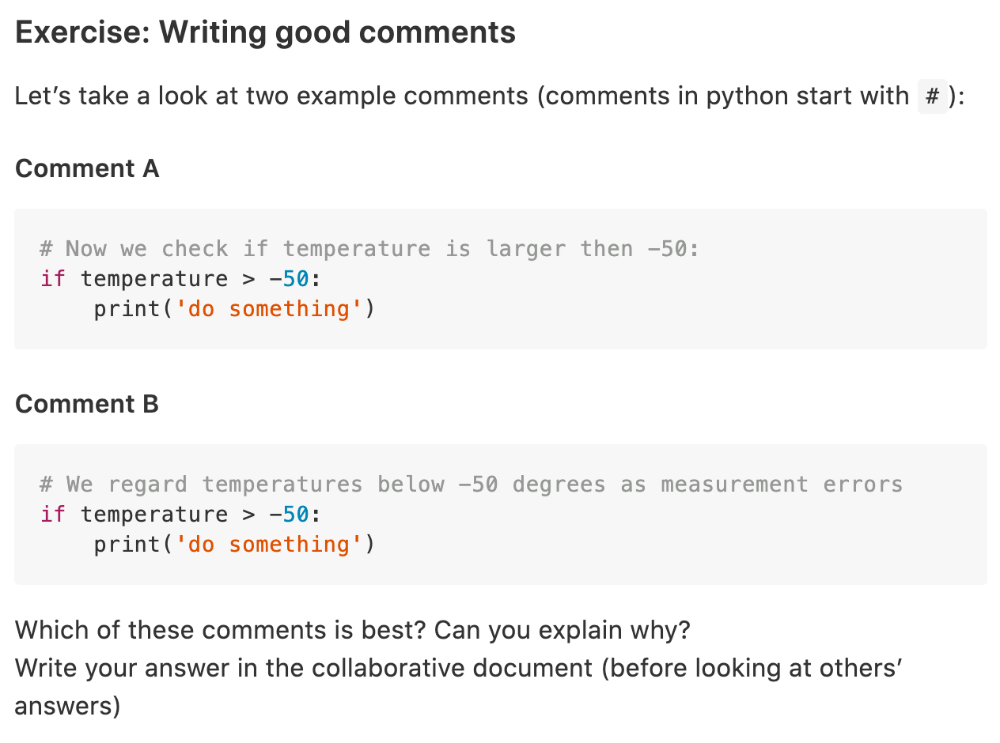 Exercise: Writing good comments
Let’s take a look at two example comments (comments in python start with # ):
Comment A
# Now we check if temperature is larger then −50:
if temperature > −50:
    print('do something')
Comment B
# We regard temperatures below −50 degrees as measurement errors
if temperature > −50:
    print('do something')
Which of these comments is best? Can you explain why?
Write your answer in the collaborative document (before looking at others’
answers)